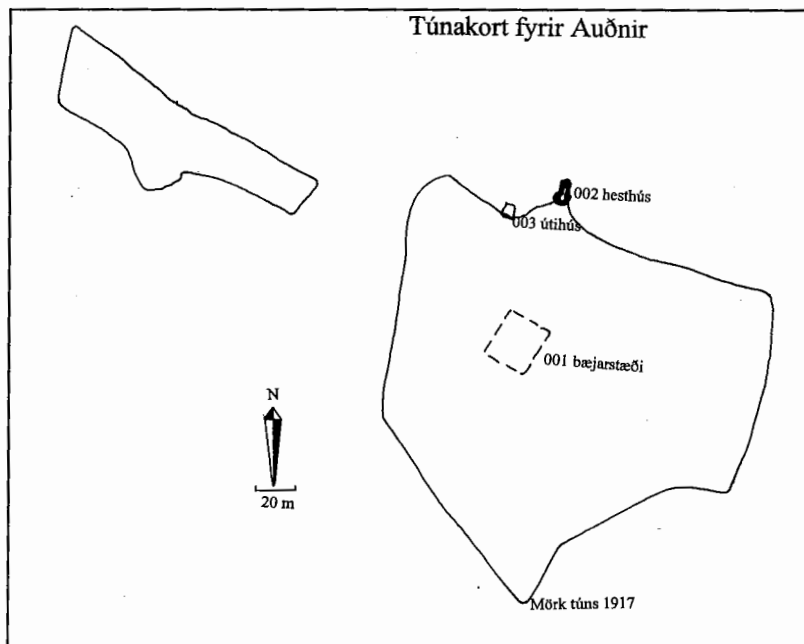 Túnakort fyrir Auðnir
002 hesthús
003 útihús
001 bæjarstæði
N
20 m
Mörk túns 1917